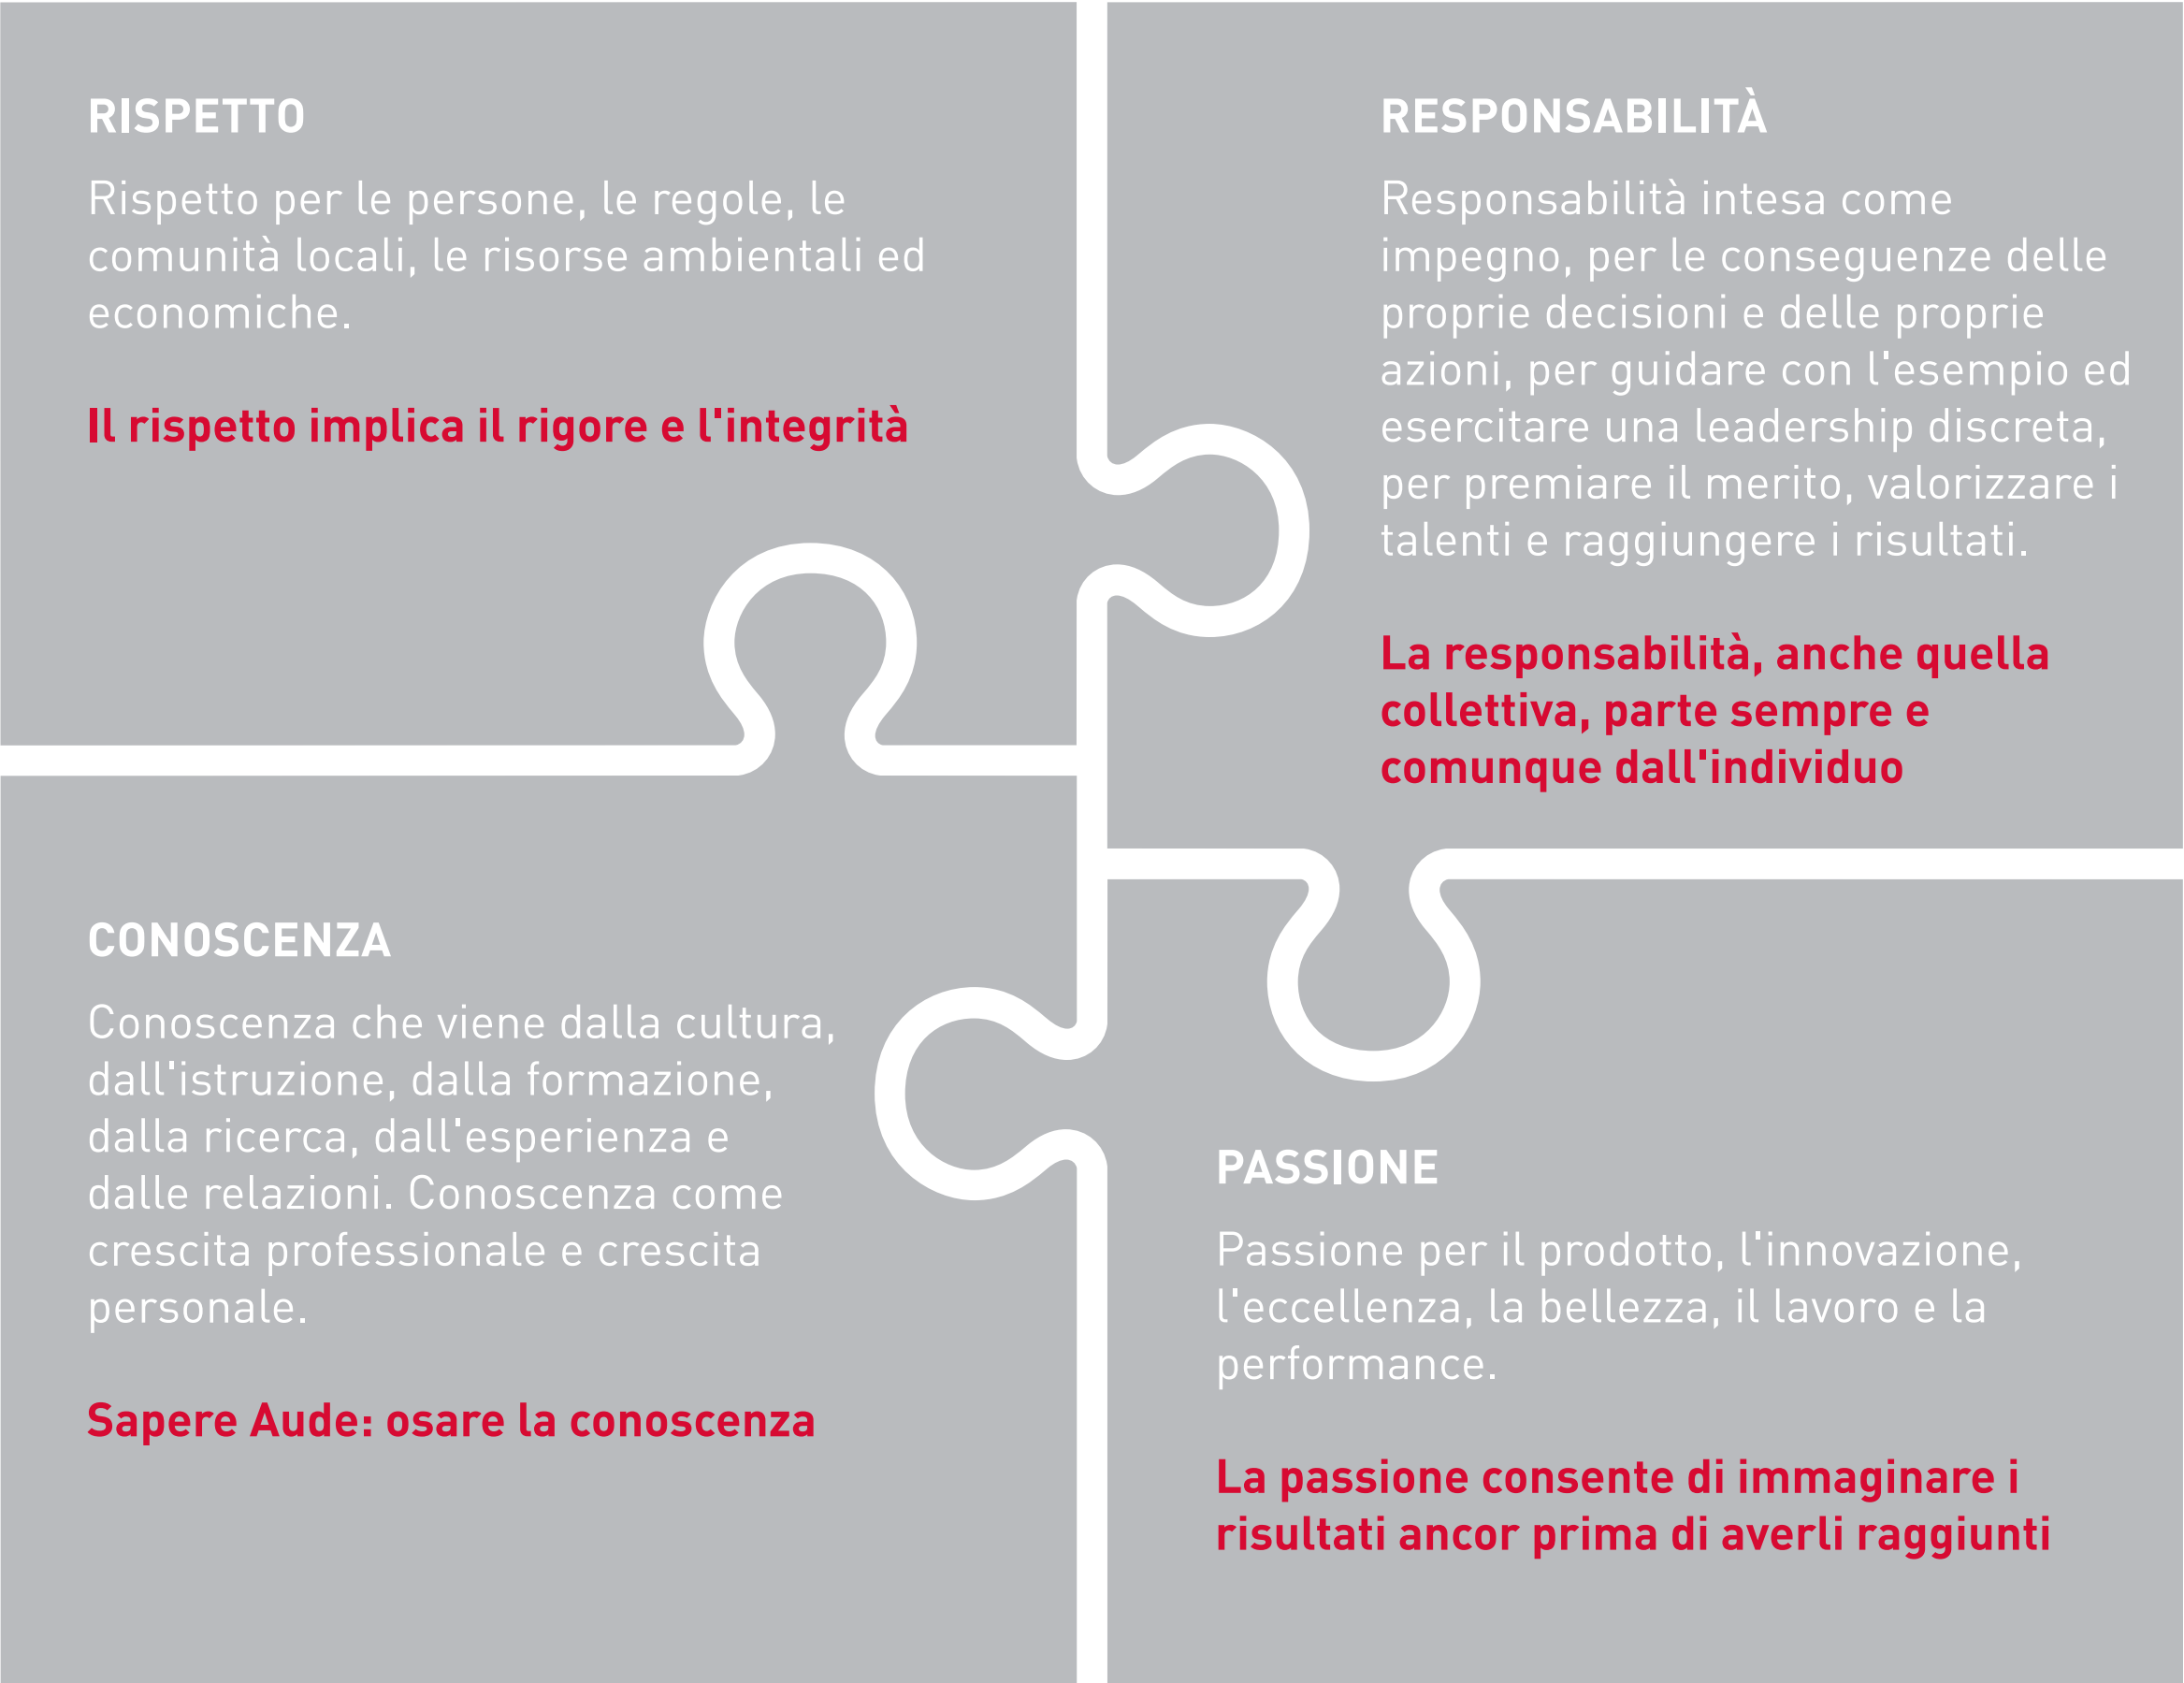 RISPETTO
Rispetto per le persone, le regole, le
comunità locali, le risorse ambientali ed
economiche.
Il rispetto implica il rigore e l'integrità
RESPONSABILITÀ
Responsabilità intesa come
impegno, per le conseguenze delle
proprie decisioni e delle proprie
azioni, per guidare con l'esempio ed
esercitare una leadership discreta,
per premiare il merito, valorizzare i
talenti e raggiungere i risultati.
La responsabilità, anche quella
collettiva, parte sempre e
comunque dall'individuo
CONOSCENZA
Conoscenza che viene dalla cultura,
dall'istruzione, dalla formazione,
dalla ricerca, dall'esperienza e
dalle relazioni. Conoscenza come
crescita professionale e crescita
personale.
Sapere Aude: osare la conoscenza
PASSIONE
Passione per il prodotto, l'innovazione,
l'eccellenza, la bellezza, il lavoro e la
performance.
La passione consente di immaginare i
risultati ancor prima di averli raggiunti